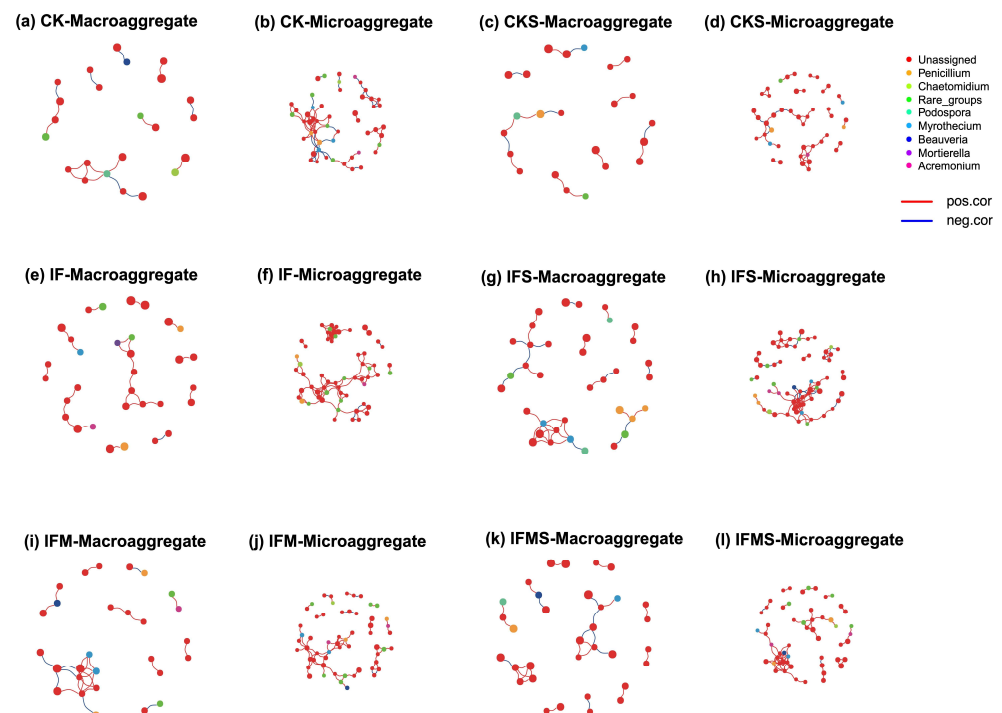 (a) CK-Macroaggregate
(b) CK-Microaggregate
(c) CKS-Macroaggregate
(d) CKS-Microaggregate
Unassigned
Penicillium
Chaetomidium
Rare_groups
Podospora
Myrothecium
Beauveria
Mortierella
Acremonium
pos.cor
neg.cor
(e) IF-Macroaggregate
(f) IF-Microaggregate
(g) IFS-Macroaggregate
(h) IFS-Microaggregate
(i) IFM-Macroaggregate
(j) IFM-Microaggregate
(k) IFMS-Macroaggregate
(l) IFMS-Microaggregate